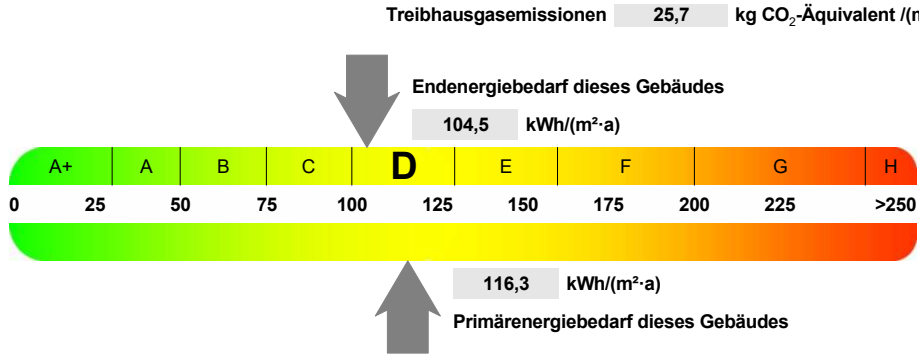 Treibhausgasemissionen 25,7 kg CO₂-Äquivalent /(m
Endenergiebedarf dieses Gebäudes
104,5 kWh/(m²·a)
A+ A B C D E F G H
0 25 50 75 100 125 150 175 200 225 >250
116,3 kWh/(m²·a)
Primärenergiebedarf dieses Gebäudes